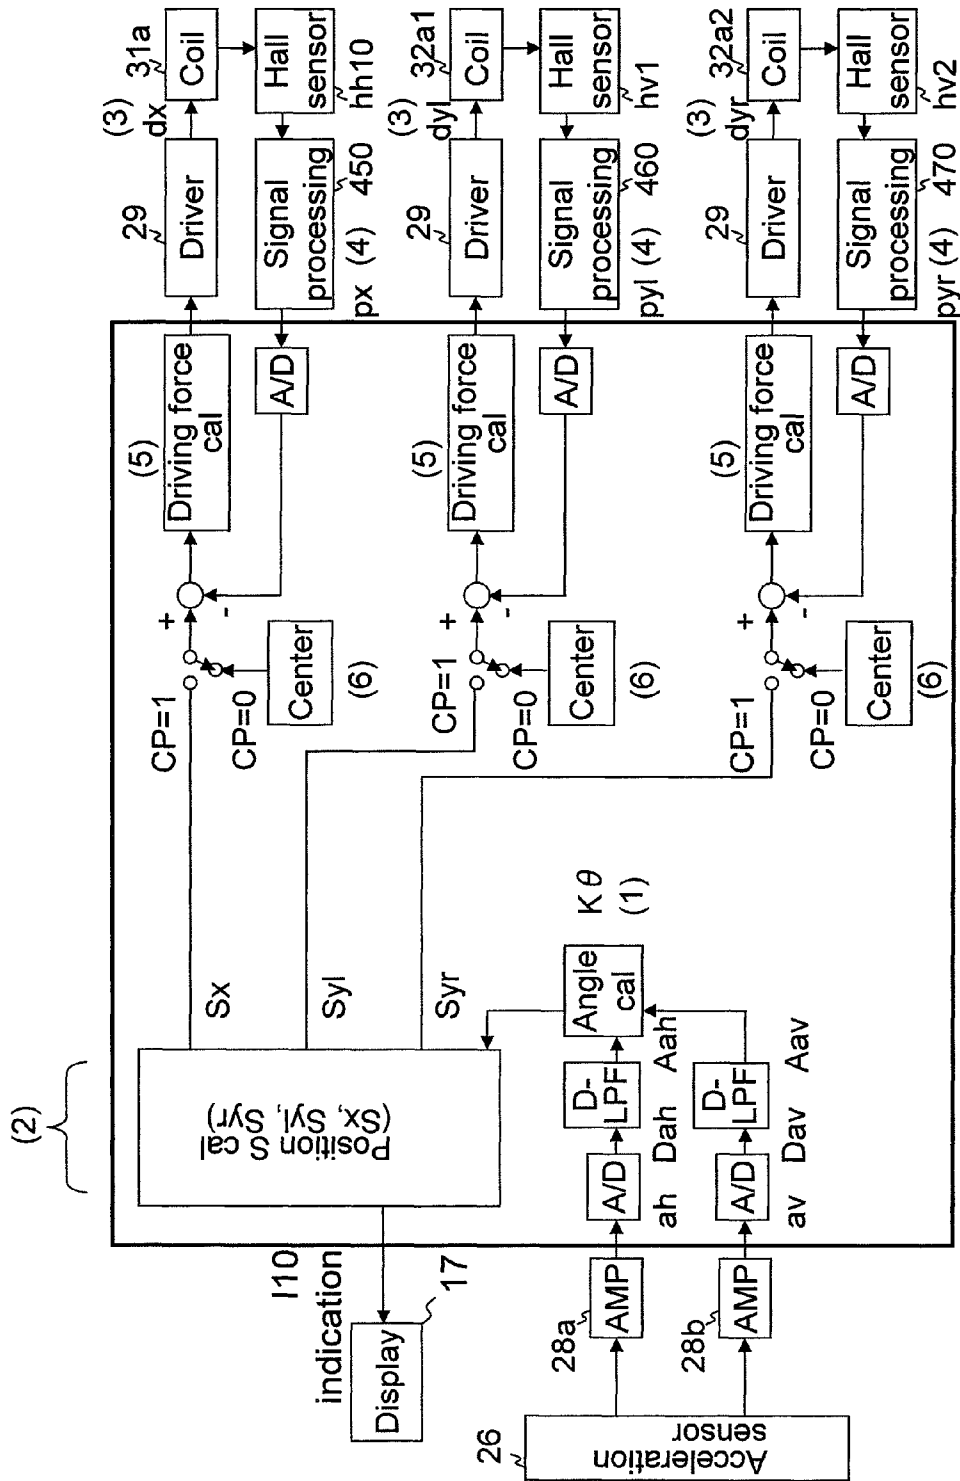 (2)
26
Acceleration
sensor
28a
AMP
28b
AMP
Display
17
indication
I10
Position S cal
(Sx, Syl, Syr)
A/D
ah
Dah
D-
LPF
Aah
A/D
av
Dav
D-
LPF
Aav
Angle
cal
Kθ
(1)
Sx
Syl
Syr
CP=1
CP=0
Center
(6)
+
-
(5)
Driving force
cal
A/D
29
Driver
(3)
dx
31a
Coil
Hall
sensor
hh10
Signal
processing
450
px (4)
CP=1
CP=0
Center
(6)
+
-
(5)
Driving force
cal
A/D
29
Driver
(3)
dyl
32a1
Coil
Hall
sensor
hv1
Signal
processing
460
pyl (4)
CP=1
CP=0
Center
(6)
+
-
(5)
Driving force
cal
A/D
29
Driver
(3)
dyr
32a2
Coil
Hall
sensor
hv2
Signal
processing
470
pyr (4)